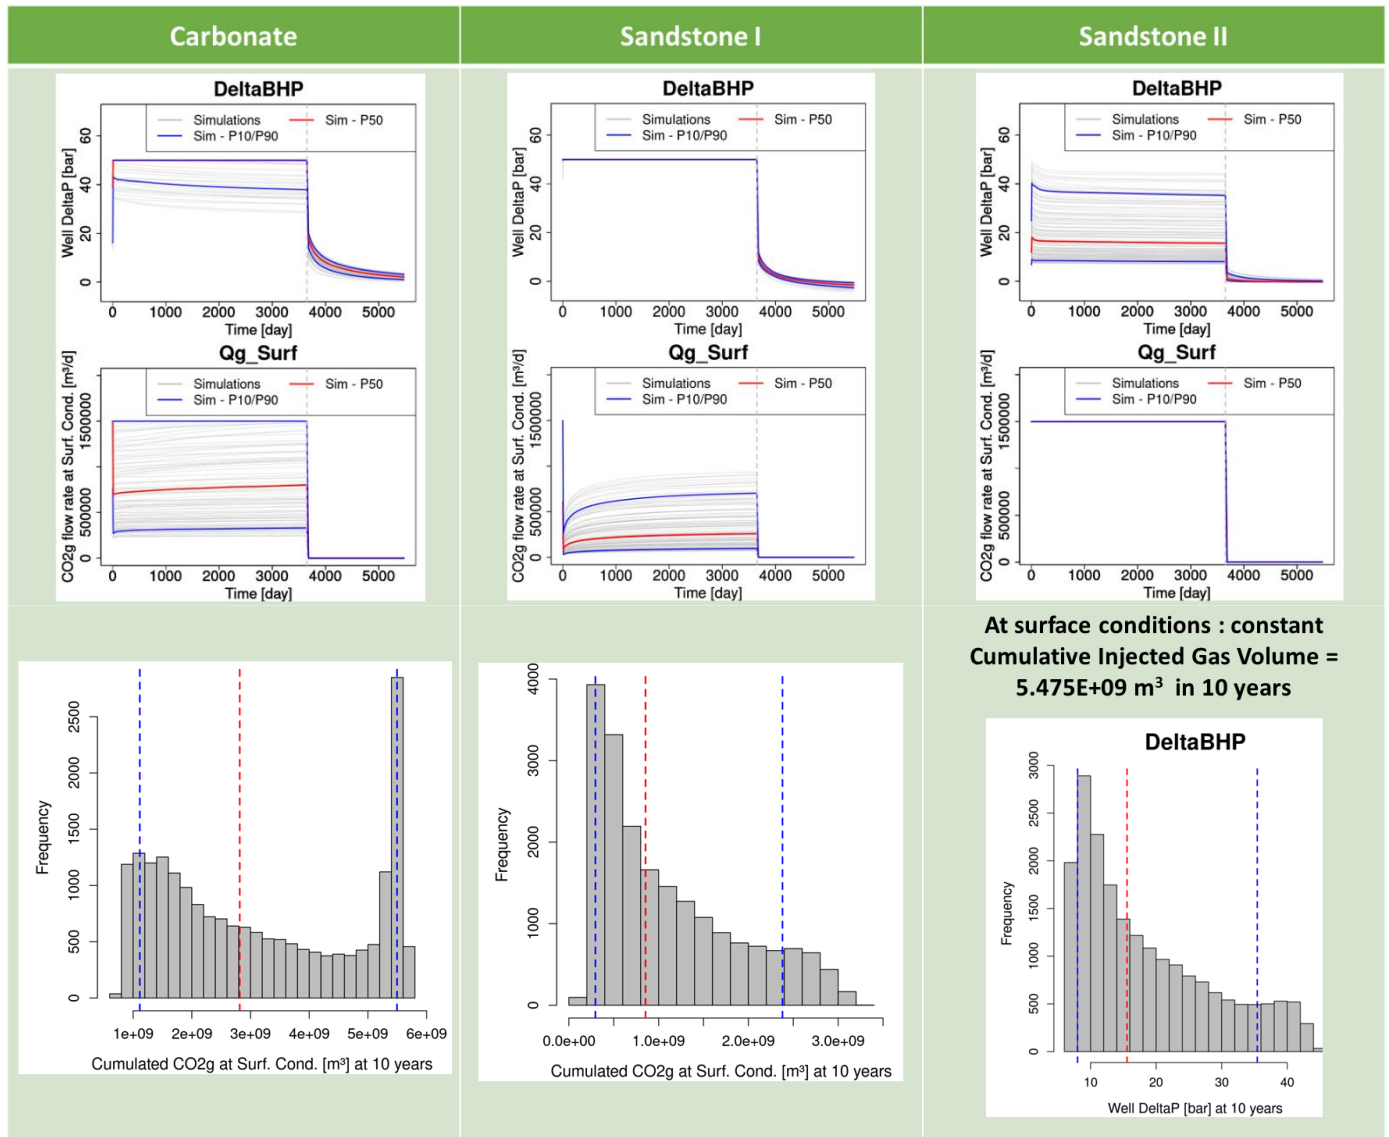 Carbonate
Sandstone I
Sandstone II
DeltaBHP
Simulations
Sim - P50
Sim - P10/P90
Well DeltaP [bar]
60
40
20
0
0 1000 2000 3000 4000 5000
Time [day]
Qg_Surf
Simulations
Sim - P50
Sim - P10/P90
CO2g flow rate at Surf. Cond. [m³/d]
1500000
500000
0
0 1000 2000 3000 4000 5000
Time [day]
DeltaBHP
Simulations
Sim - P50
Sim - P10/P90
Well DeltaP [bar]
60
40
20
0
0 1000 2000 3000 4000 5000
Time [day]
Qg_Surf
Simulations
Sim - P50
Sim - P10/P90
CO2g flow rate at Surf. Cond. [m³/d]
1500000
500000
0
0 1000 2000 3000 4000 5000
Time [day]
DeltaBHP
Simulations
Sim - P50
Sim - P10/P90
Well DeltaP [bar]
60
40
20
0
0 1000 2000 3000 4000 5000
Time [day]
Qg_Surf
Simulations
Sim - P50
Sim - P10/P90
CO2g flow rate at Surf. Cond. [m³/d]
1500000
500000
0
0 1000 2000 3000 4000 5000
Time [day]
Frequency
2500
2000
1500
1000
500
0
1e+09 2e+09 3e+09 4e+09 5e+09 6e+09
Cumulated CO2g at Surf. Cond. [m³] at 10 years
Frequency
4000
3000
2000
1000
0
0.0e+00 1.0e+09 2.0e+09 3.0e+09
Cumulated CO2g at Surf. Cond. [m³] at 10 years
At surface conditions : constant
Cumulative Injected Gas Volume =
5.475E+09 m³ in 10 years
DeltaBHP
Frequency
3000
2500
2000
1500
1000
500
0
10 20 30 40
Well DeltaP [bar] at 10 years